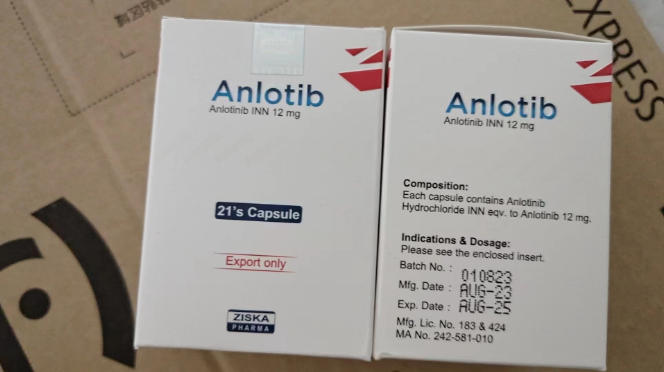 EXPRESS
Anlotib
Anlotinib INN 12 mg
21's Capsule
Export only
ZISKA
PHARMA
Anlotib
Anlotinib INN 12 mg
Composition:
Each capsule contains Anlotinib
Hydrochloride INN eqv. to Anlotinib 12 mg.
Indications & Dosage:
Please see the enclosed insert.
Batch No. : 010823
Mfg. Date : AUG-23
Exp. Date : AUG-25
Mfg. Lic. No. 183 & 424
MA No. 242-581-010